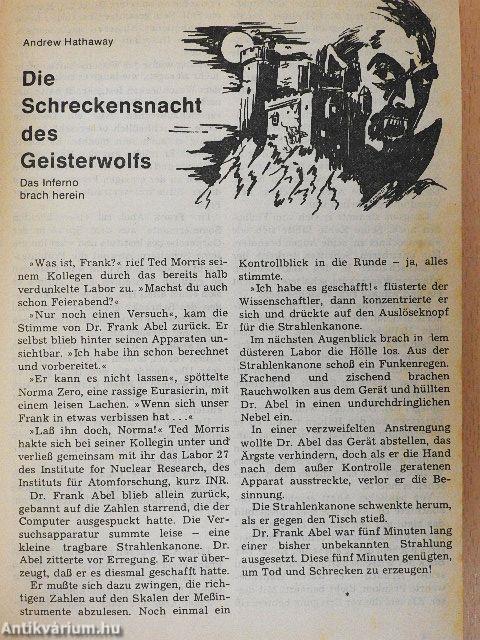 Andrew Hathaway
Die
Schreckensnacht
des
Geisterwolfs
Das Inferno
brach herein
»Was ist, Frank?« rief Ted Morris sei-
nem Kollegen durch das bereits halb
verdunkelte Labor zu. »Machst du auch
schon Feierabend?«
»Nur noch einen Versuch«, kam die
Stimme von Dr. Frank Abel zurück. Er
selbst blieb hinter seinen Apparaten un-
sichtbar. »Ich habe ihn schon berechnet
und vorbereitet.«
»Er kann es nicht lassen«, spöttelte
Norma Zero, eine rassige Eurasierin, mit
einem leisen Lachen. »Wenn sich unser
Frank in etwas verbissen hat . . .«
»Laß ihn doch, Norma!« Ted Morris
hakte sich bei seiner Kollegin unter und
verließ gemeinsam mit ihr das Labor 27
des Institute for Nuclear Research, des
Instituts für Atomforschung, kurz INR.
Dr. Frank Abel blieb allein zurück,
gebannt auf die Zahlen starrend, die der
Computer ausgespuckt hatte. Die Ver-
suchsapparatur summte leise – eine
kleine tragbare Strahlenkanone. Dr.
Abel zitterte vor Erregung. Er war über-
zeugt, daß er es diesmal geschafft hatte.
Er mußte sich dazu zwingen, die rich-
tigen Zahlen auf den Skalen der Meßin-
strumente abzulesen. Noch einmal ein
Kontrollblick in die Runde – ja, alles
stimmte.
»Ich habe es geschafft!« flüsterte der
Wissenschaftler, dann konzentrierte er
sich und drückte auf den Auslöseknopf
für die Strahlenkanone.
Im nächsten Augenblick brach in dem
düsteren Labor die Hölle los. Aus der
Strahlenkanone schoß ein Funkenregen.
Krachend und zischend brachen
Rauchwolken aus dem Gerät und hüllten
Dr. Abel in einen undurchdringlichen
Nebel ein.
In einer verzweifelten Anstrengung
wollte Dr. Abel das Gerät abstellen, das
Ärgste verhindern, doch als er die Hand
nach dem außer Kontrolle geratenen
Apparat ausstreckte, verlor er die Be-
sinnung.
Die Strahlenkanone schwenkte herum,
als er gegen den Tisch stieß.
Dr. Frank Abel war fünf Minuten lang
einer bisher unbekannten Strahlung
ausgesetzt. Diese fünf Minuten genügten,
um Tod und Schrecken zu erzeugen!
*
Antikvárium.hu